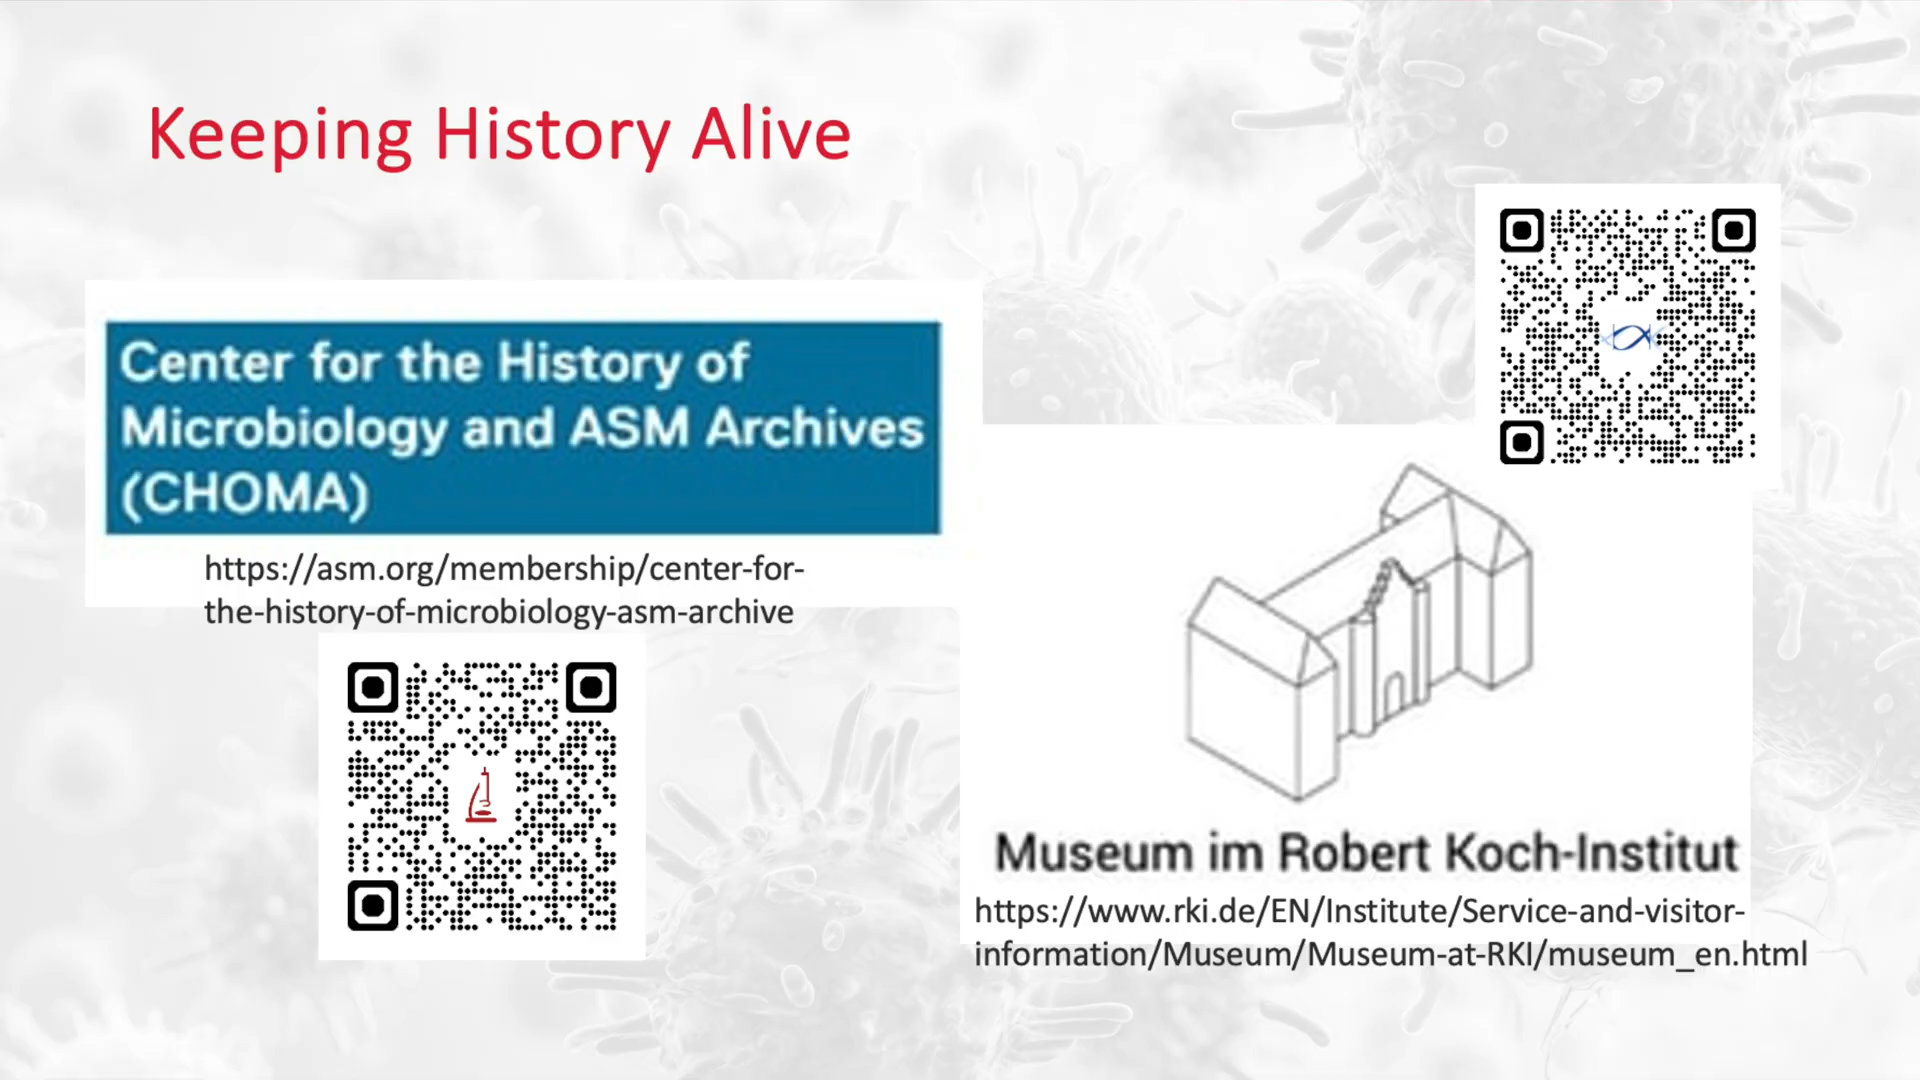 Keeping History Alive
Center for the History of
Microbiology and ASM Archives
(CHOMA)
https://asm.org/membership/center-for-
the-history-of-microbiology-asm-archive
Museum im Robert Koch-Institut
https://www.rki.de/EN/Institute/Service-and-visitor-
information/Museum/Museum-at-RKI/museum_en.html